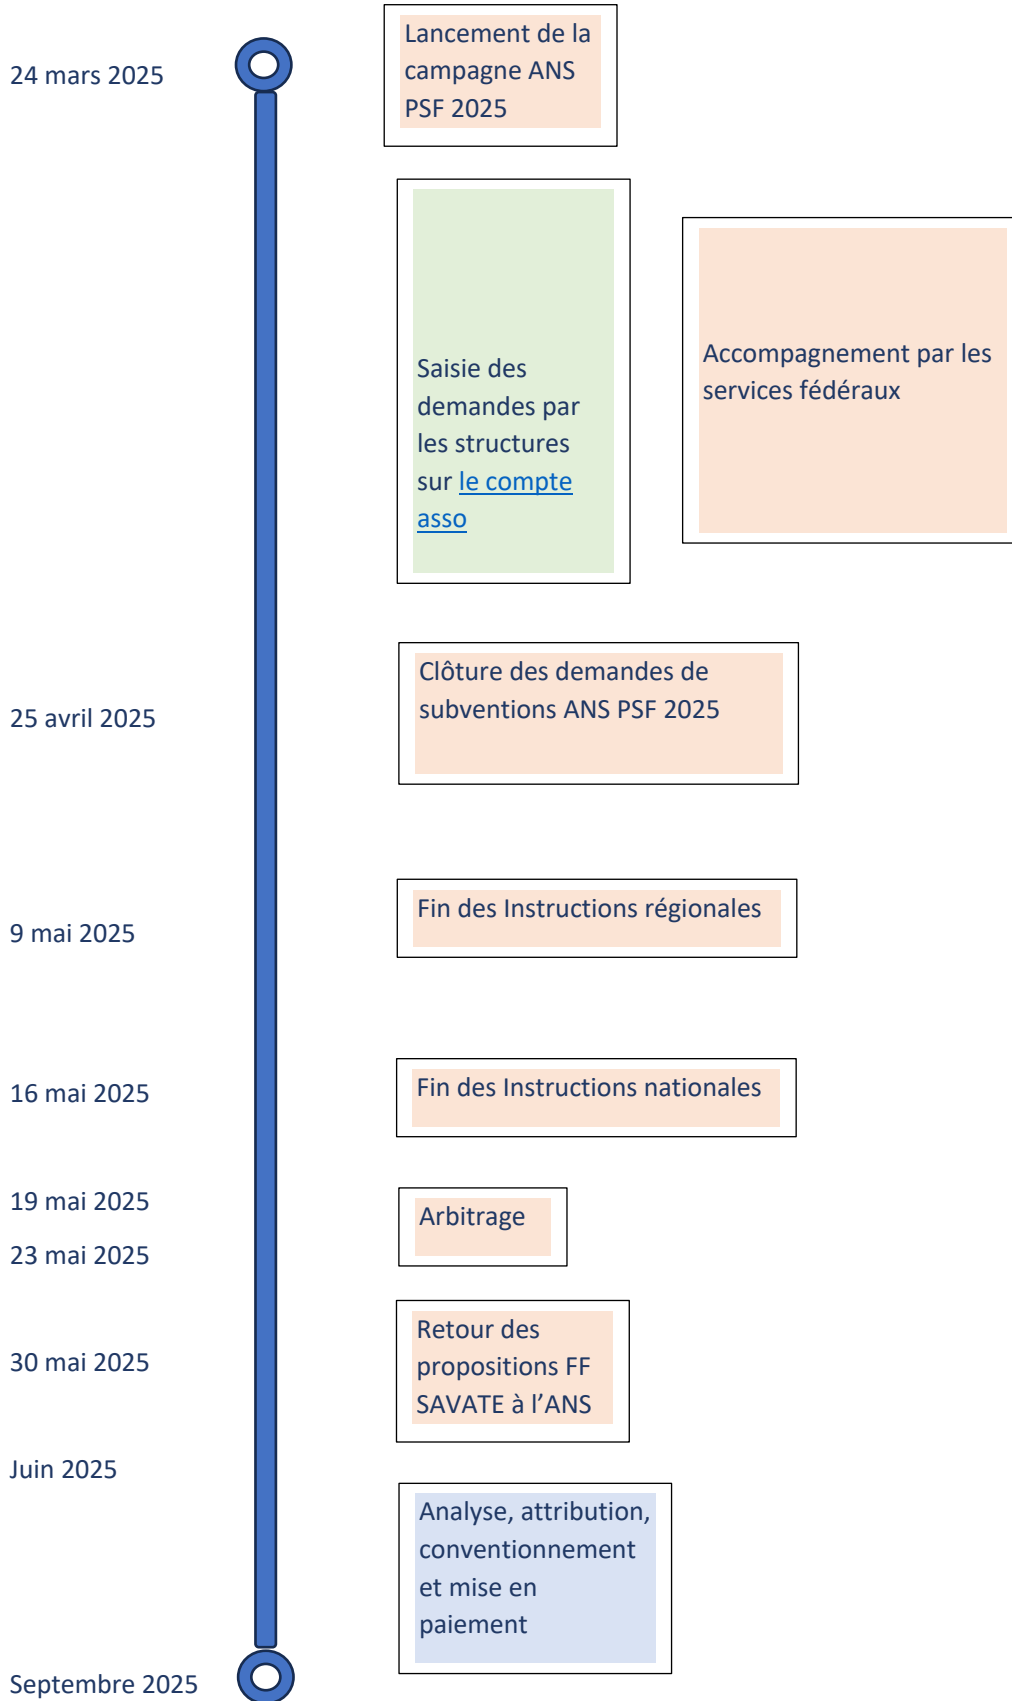 24 mars 2025
Lancement de la
campagne ANS
PSF 2025
Saisie des
demandes par
les structures
sur le compte
asso
Accompagnement par les
services fédéraux
25 avril 2025
Clôture des demandes de
subventions ANS PSF 2025
9 mai 2025
Fin des Instructions régionales
16 mai 2025
Fin des Instructions nationales
19 mai 2025
23 mai 2025
Arbitrage
30 mai 2025
Retour des
propositions FF
SAVATE à l’ANS
Juin 2025
Analyse, attribution,
conventionnement
et mise en
paiement
Septembre 2025